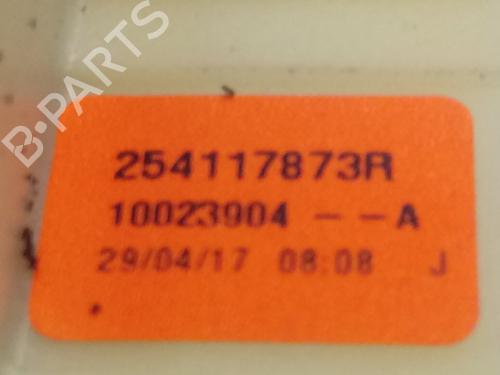 B-PARTS
254117873R
10023904 -- A
29/04/17 08:08 J